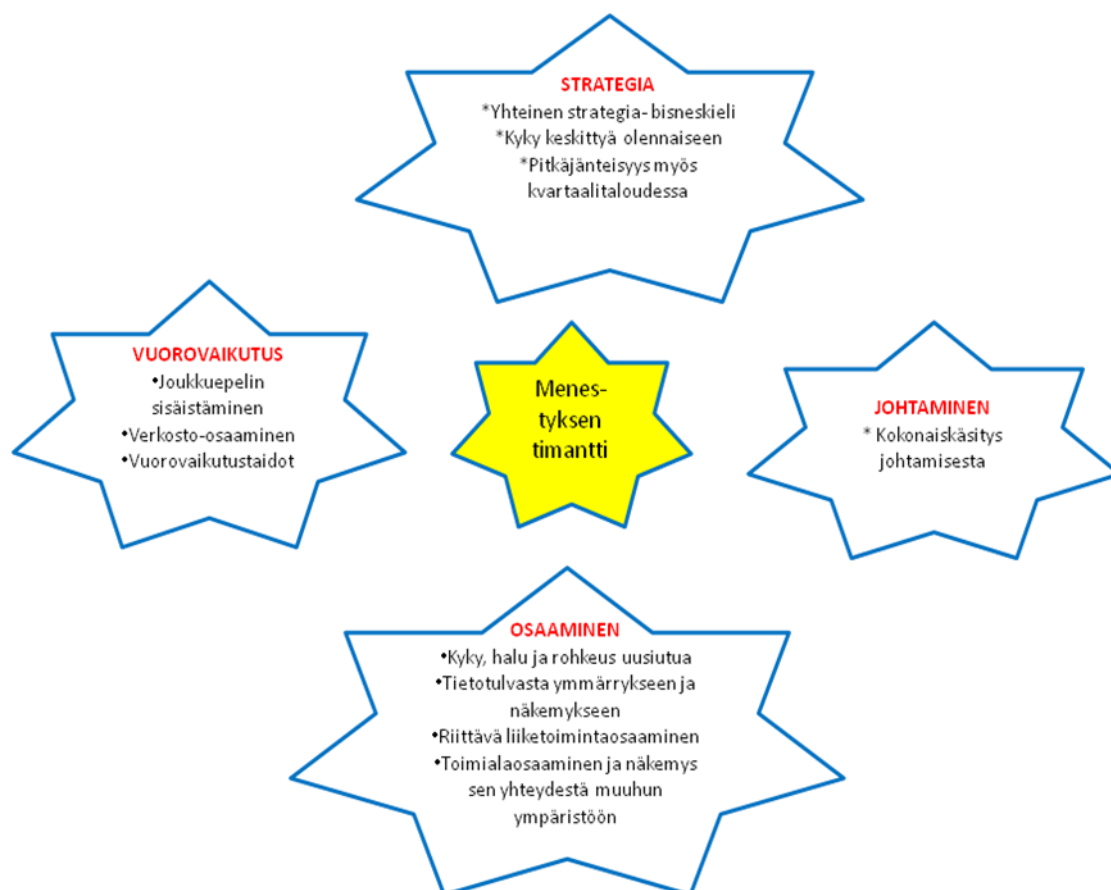 STRATEGIA
*Yhteinen strategia- bisneskieli
*Kyky keskittyä olennaiseen
*Pitkäjänteisyys myös
kvartaalitaloudessa
VUOROVAIKUTUS
•Joukkuepelin
sisäistäminen
•Verkosto-osaaminen
•Vuorovaikutustaidot
Menes-
tyksen
timantti
JOHTAMINEN
* Kokonaiskäsitys
johtamisesta
OSAAMINEN
•Kyky, halu ja rohkeus uusiutua
•Tietotulvasta ymmärrykseen ja
näkemykseen
•Riittävä liiketoimintaosaaminen
•Toimialaosaaminen ja näkemys
sen yhteydestä muuhun
ympäristöön